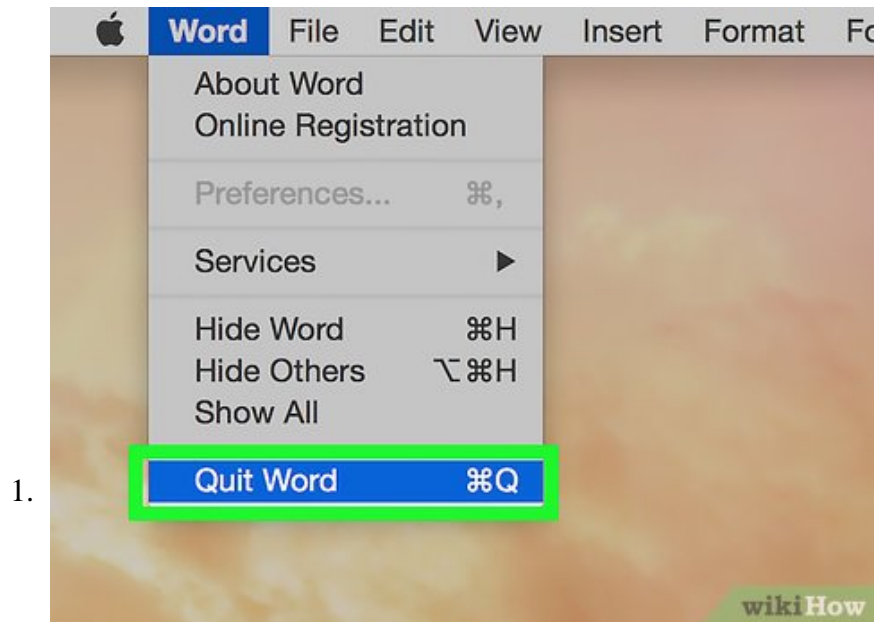 Word File Edit View Insert Format Fo
About Word
Online Registration
Preferences... ⌘,
Services ▶
Hide Word ⌘H
Hide Others ⌥⌘H
Show All
Quit Word ⌘Q
1.
wikiHow